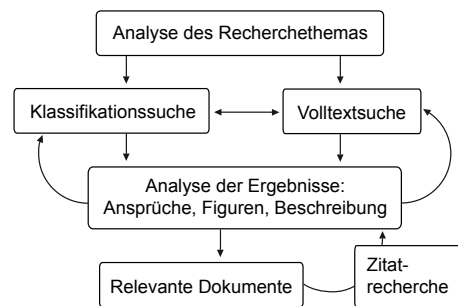 Analyse des Recherchethemas
Klassifikationssuche
Volltextsuche
Analyse der Ergebnisse:
Ansprüche, Figuren, Beschreibung
Relevante Dokumente
Zitat-
recherche